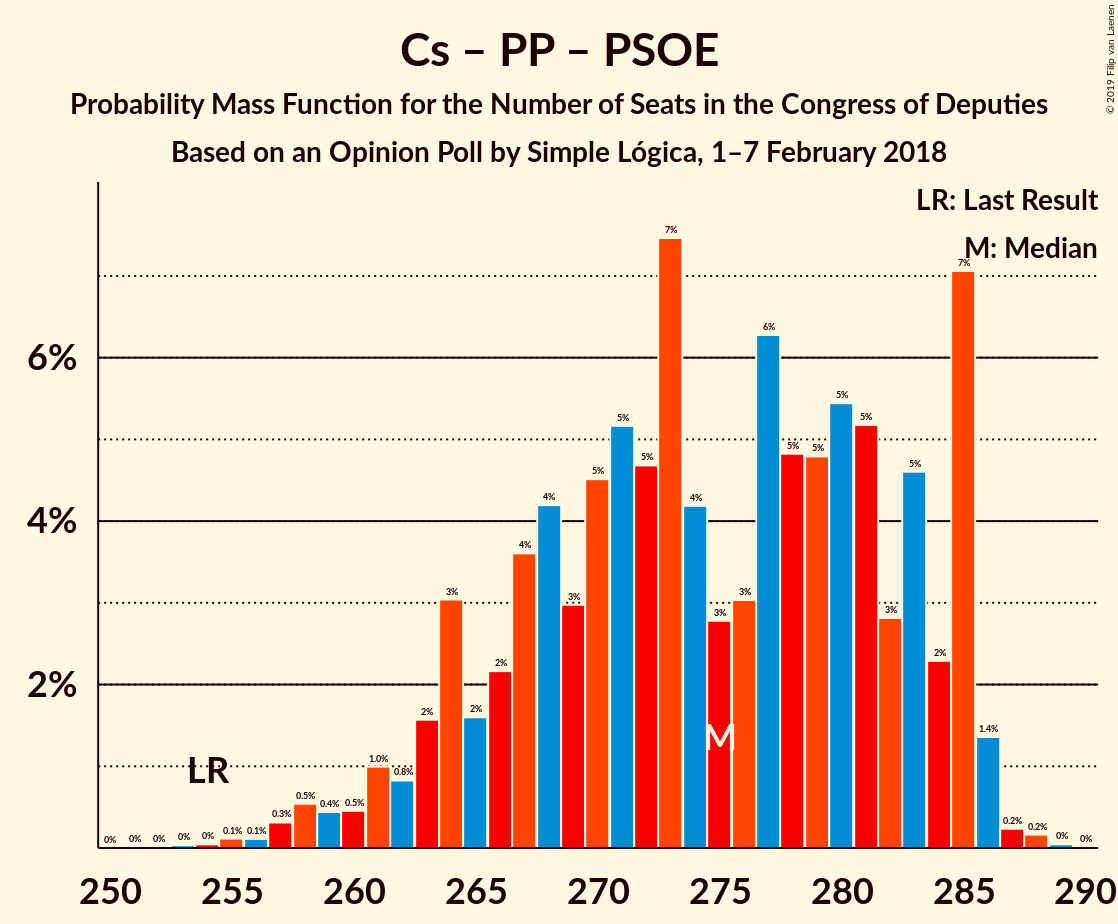 Cs – PP – PSOE
Probability Mass Function for the Number of Seats in the Congress of Deputies
Based on an Opinion Poll by Simple Lógica, 1–7 February 2018
© 2019 Filip van Laenen
LR: Last Result
M: Median
6%
4%
2%
0% 0% 0% 0% 0% 0.1% 0.1% 0.3% 0.5% 0.4% 0.5% 1.0% 0.8% 2% 3% 2% 2% 4% 4% 3% 5% 5% 5% 7% 4% 3% 3% 6% 5% 5% 5% 5% 3% 5% 2% 7% 1.4% 0.2% 0.2% 0% 0%
LR
M
250 255 260 265 270 275 280 285 290